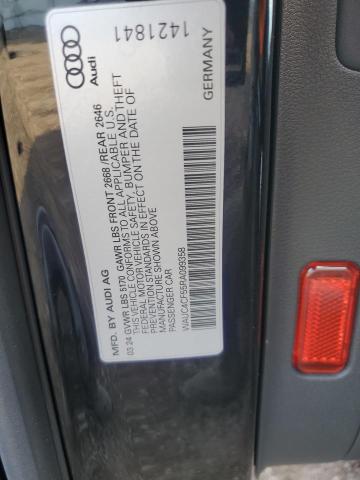 Audi
1421841
GERMANY
MFD. BY AUDI AG
03.24 GVWR LBS 5170 GAWR LBS FRONT 2668 /REAR 2646
THIS VEHICLE CONFORMS TO ALL APPLICABLE U.S.
FEDERAL MOTOR VEHICLE SAFETY, BUMPER AND THEFT
PREVENTION STANDARDS IN EFFECT ON THE DATE OF
MANUFACTURE SHOWN ABOVE
PASSENGER CAR
WAUCACF55RA099358